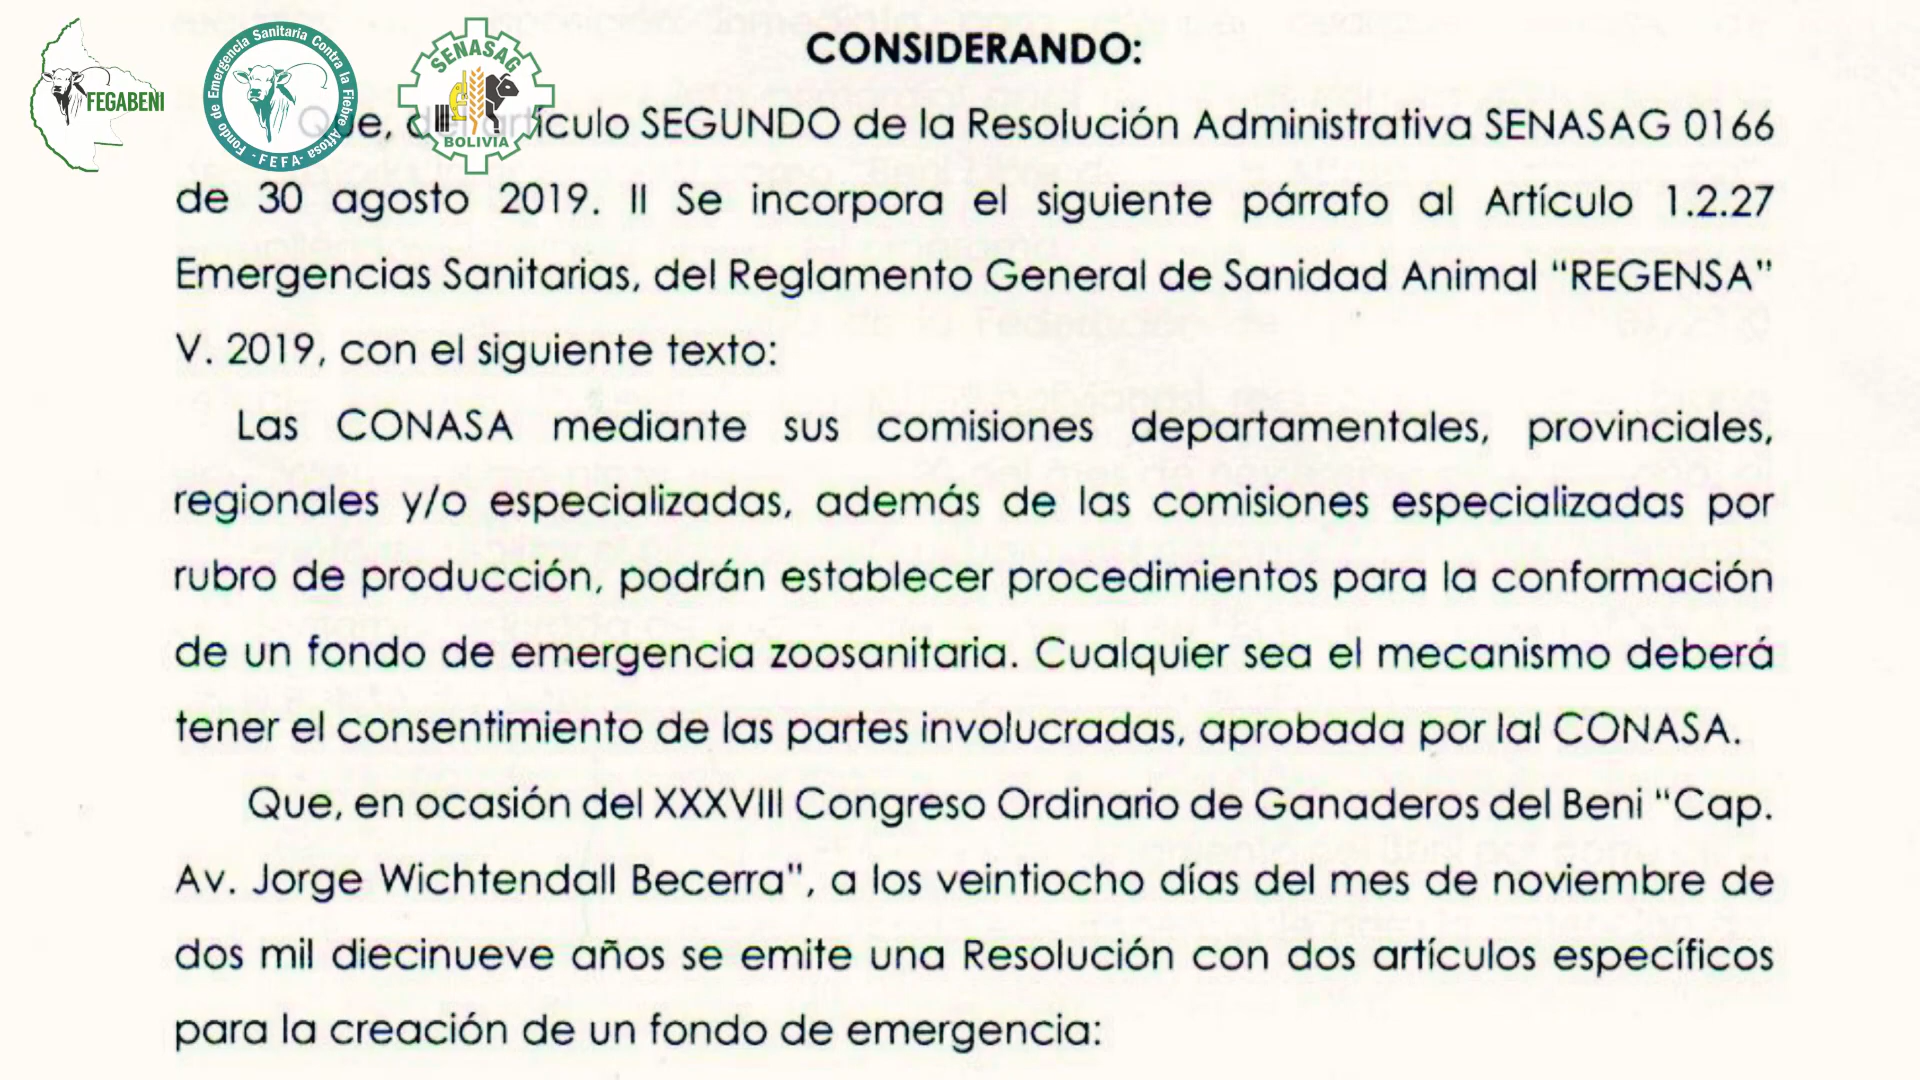 CONSIDERANDO:
FEGABENI
Fondo de Emergencia Sanitaria Contra la Fiebre Aftosa
- FEFA -
SENASAG
BOLIVIA
Que, del artículo SEGUNDO de la Resolución Administrativa SENASAG 0166
de 30 agosto 2019. II Se incorpora el siguiente párrafo al Artículo 1.2.27
Emergencias Sanitarias, del Reglamento General de Sanidad Animal "REGENSA"
V. 2019, con el siguiente texto:
Las CONASA mediante sus comisiones departamentales, provinciales,
regionales y/o especializadas, además de las comisiones especializadas por
rubro de producción, podrán establecer procedimientos para la conformación
de un fondo de emergencia zoosanitaria. Cualquier sea el mecanismo deberá
tener el consentimiento de las partes involucradas, aprobada por lal CONASA.
Que, en ocasión del XXXVIII Congreso Ordinario de Ganaderos del Beni "Cap.
Av. Jorge Wichtendall Becerra", a los veintiocho días del mes de noviembre de
dos mil diecinueve años se emite una Resolución con dos artículos específicos
para la creación de un fondo de emergencia: